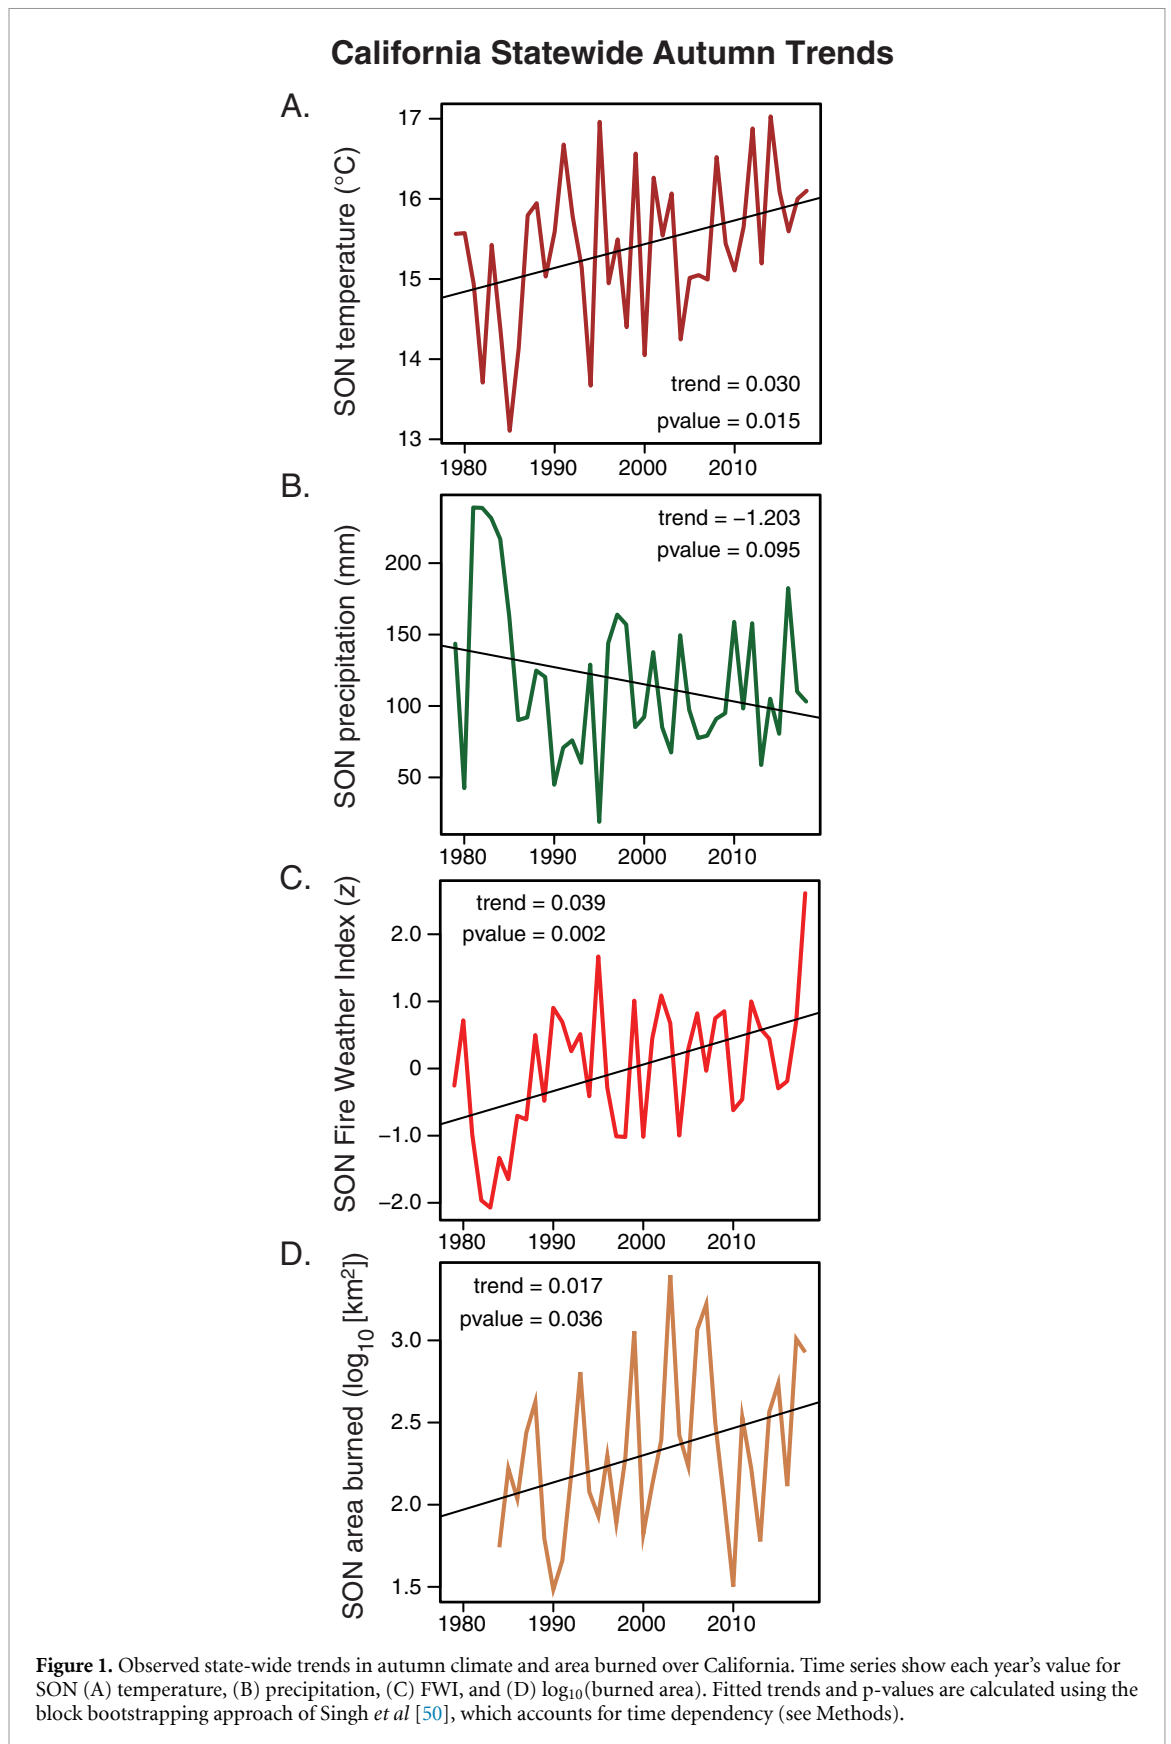 California Statewide Autumn Trends
A.
SON temperature (°C)
17
16
15
14
13
trend = 0.030
pvalue = 0.015
1980 1990 2000 2010
B.
SON precipitation (mm)
200
150
100
50
trend = −1.203
pvalue = 0.095
1980 1990 2000 2010
C.
SON Fire Weather Index (z)
2.0
1.0
0
−1.0
−2.0
trend = 0.039
pvalue = 0.002
1980 1990 2000 2010
D.
SON area burned (log₁₀ [km²])
3.0
2.5
2.0
1.5
trend = 0.017
pvalue = 0.036
1980 1990 2000 2010
Figure 1. Observed state-wide trends in autumn climate and area burned over California. Time series show each year’s value for
SON (A) temperature, (B) precipitation, (C) FWI, and (D) log₁₀(burned area). Fitted trends and p-values are calculated using the
block bootstrapping approach of Singh et al [50], which accounts for time dependency (see Methods).